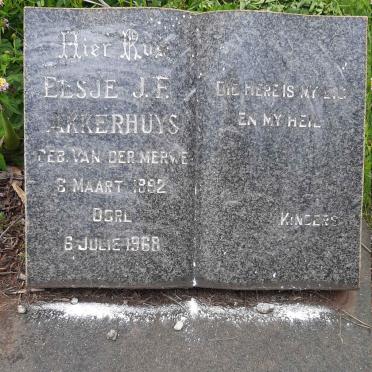 Hier Rus
ELSJE J.F.
AKKERHUYS
GEB. VAN DER MERWE
6 MAART 1892
OORL
6 JULIE 1968
DIE HERE IS MY LIG
EN MY HEIL
KINDERS